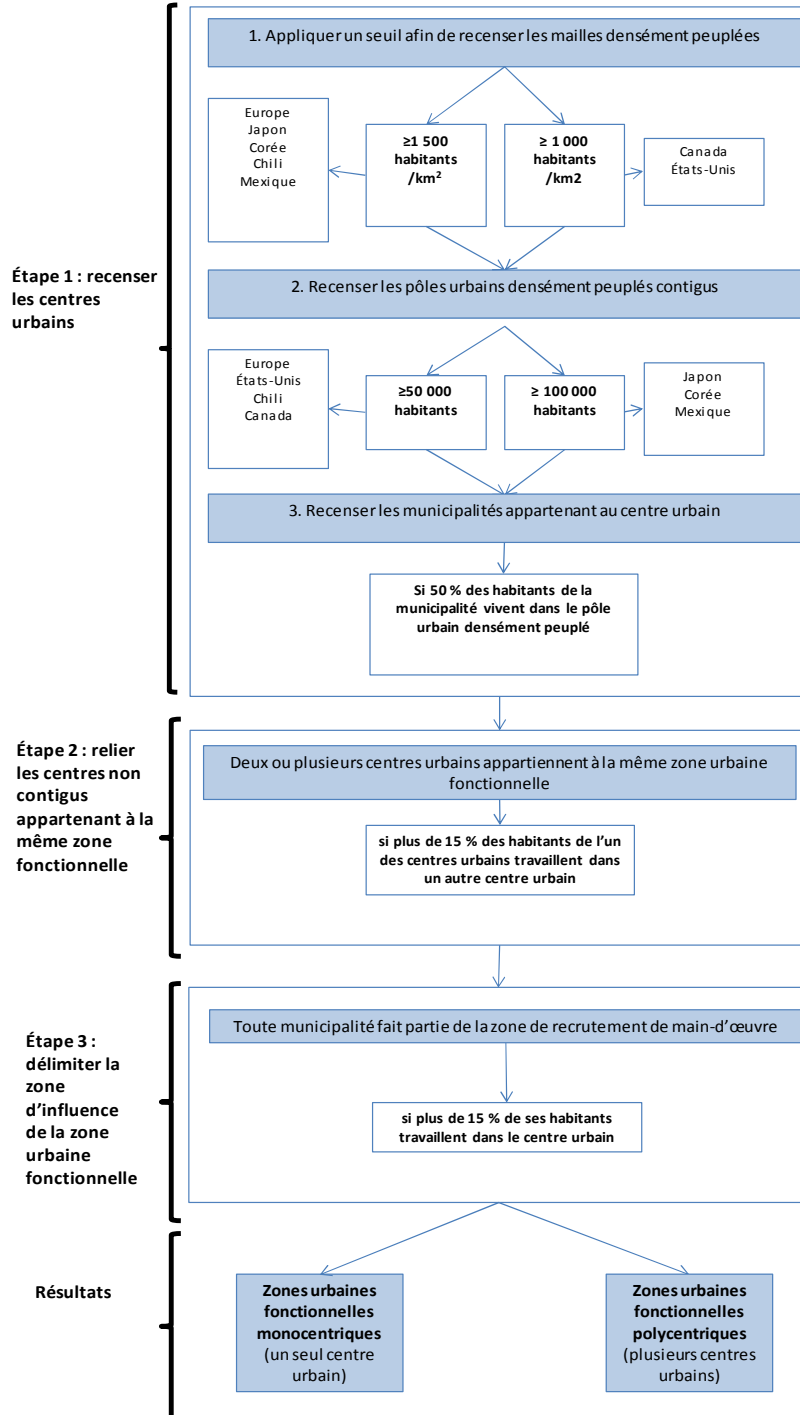 1. Appliquer un seuil afin de recenser les mailles densément peuplées
Europe
Japon
Corée
Chili
Mexique
≥1 500
habitants
/km²
≥ 1 000
habitants
/km2
Canada
États-Unis
Étape 1 : recenser
les centres
urbains
2. Recenser les pôles urbains densément peuplés contigus
Europe
États-Unis
Chili
Canada
≥50 000
habitants
≥ 100 000
habitants
Japon
Corée
Mexique
3. Recenser les municipalités appartenant au centre urbain
Si 50 % des habitants de la
municipalité vivent dans le pôle
urbain densément peuplé
Étape 2 : relier
les centres non
contigus
appartenant à la
même zone
fonctionnelle
Deux ou plusieurs centres urbains appartiennent à la même zone urbaine
fonctionnelle
si plus de 15 % des habitants de l'un
des centres urbains travaillent dans
un autre centre urbain
Étape 3 :
délimiter la
zone
d'influence
de la zone
urbaine
fonctionnelle
Toute municipalité fait partie de la zone de recrutement de main-d'œuvre
si plus de 15 % de ses habitants
travaillent dans le centre urbain
Résultats
Zones urbaines
fonctionnelles
monocentriques
(un seul centre
urbain)
Zones urbaines
fonctionnelles
polycentriques
(plusieurs centres
urbains)